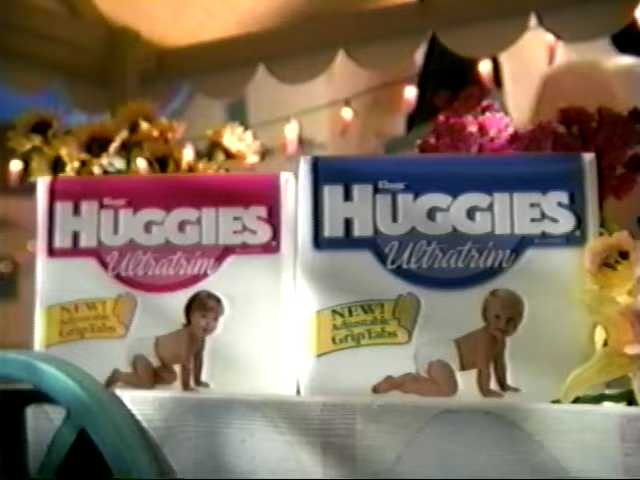 HUGGIES
Ultratrim
NEW!
Adjustable
Grip Tabs
HUGGIES
Ultratrim
NEW!
Adjustable
Grip Tabs